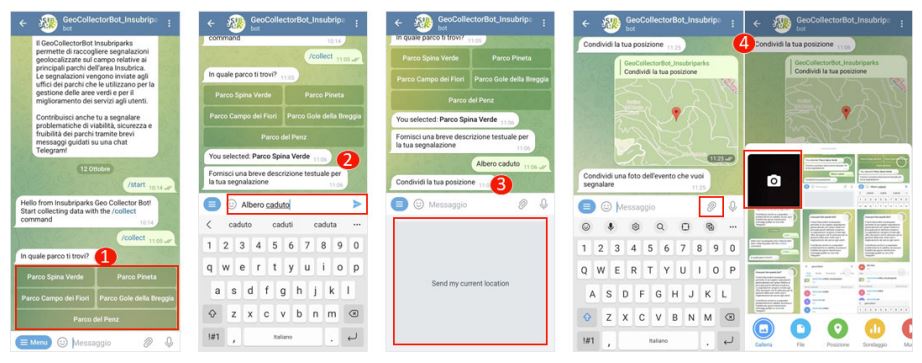 GeoCollectorBot_Insubripa
bot
Il GeoCollectorBot Insubriparks
permette di raccogliere segnalazioni
geolocalizzate sul campo relative ai
principali parchi dell'area Insubrica.
Le segnalazioni vengono inviate agli
uffici dei parchi che le utilizzano per la
gestione delle aree verdi e per il
miglioramento dei servizi agli utenti.
Contribuisci anche tu a segnalare
problematiche di viabilità, sicurezza e
fruibilità dei parchi tramite brevi
messaggi guidati su una chat
Telegram!
12 Ottobre
/start 10:14
Hello from Insubriparks Geo Collector Bot!
Start collecting data with the /collect
command 10:14
/collect 11:05
In quale parco ti trovi? 1
Parco Spina Verde Parco Pineta
Parco Campo dei Fiori Parco Gole della Breggia
Parco del Penz
Menu Messaggio
GeoCollectorBot_Insubripa
bot
command 10:14
/collect 11:05
In quale parco ti trovi? 11:05
Parco Spina Verde Parco Pineta
Parco Campo dei Fiori Parco Gole della Breggia
Parco del Penz
You selected: Parco Spina Verde 11:06
2
Fornisci una breve descrizione testuale per
la tua segnalazione 11:06
Albero caduto
caduto caduti caduta
1 2 3 4 5 6 7 8 9 0
q w e r t y u i o p
a s d f g h j k l
z x c v b n m
!#1 , Italiano .
GeoCollectorBot_Insubripa
bot
In quale parco ti trovi? 11:05
Parco Spina Verde Parco Pineta
Parco Campo dei Fiori Parco Gole della Breggia
Parco del Penz
You selected: Parco Spina Verde 11:06
Fornisci una breve descrizione testuale per
la tua segnalazione 11:06
Albero caduto 11:06
Condividi la tua posizione 3
Messaggio
Send my current location
GeoCollectorBot_Insubripa
bot
Condividi la tua posizione 11:25
GeoCollectorBot_Insubriparks
Condividi la tua posizione
11:25
Condividi una foto dell'evento che vuoi
segnalare 11:25
Messaggio
1 2 3 4 5 6 7 8 9 0
Q W E R T Y U I O P
A S D F G H J K L
Z X C V B N M
!#1 , Italiano .
GeoCollectorBot_Insubripa
bot
4
Condividi la tua posizione
GeoCollectorBot_Insubriparks
Condividi la tua posizione
Galleria File Posizione Sondaggio Mu